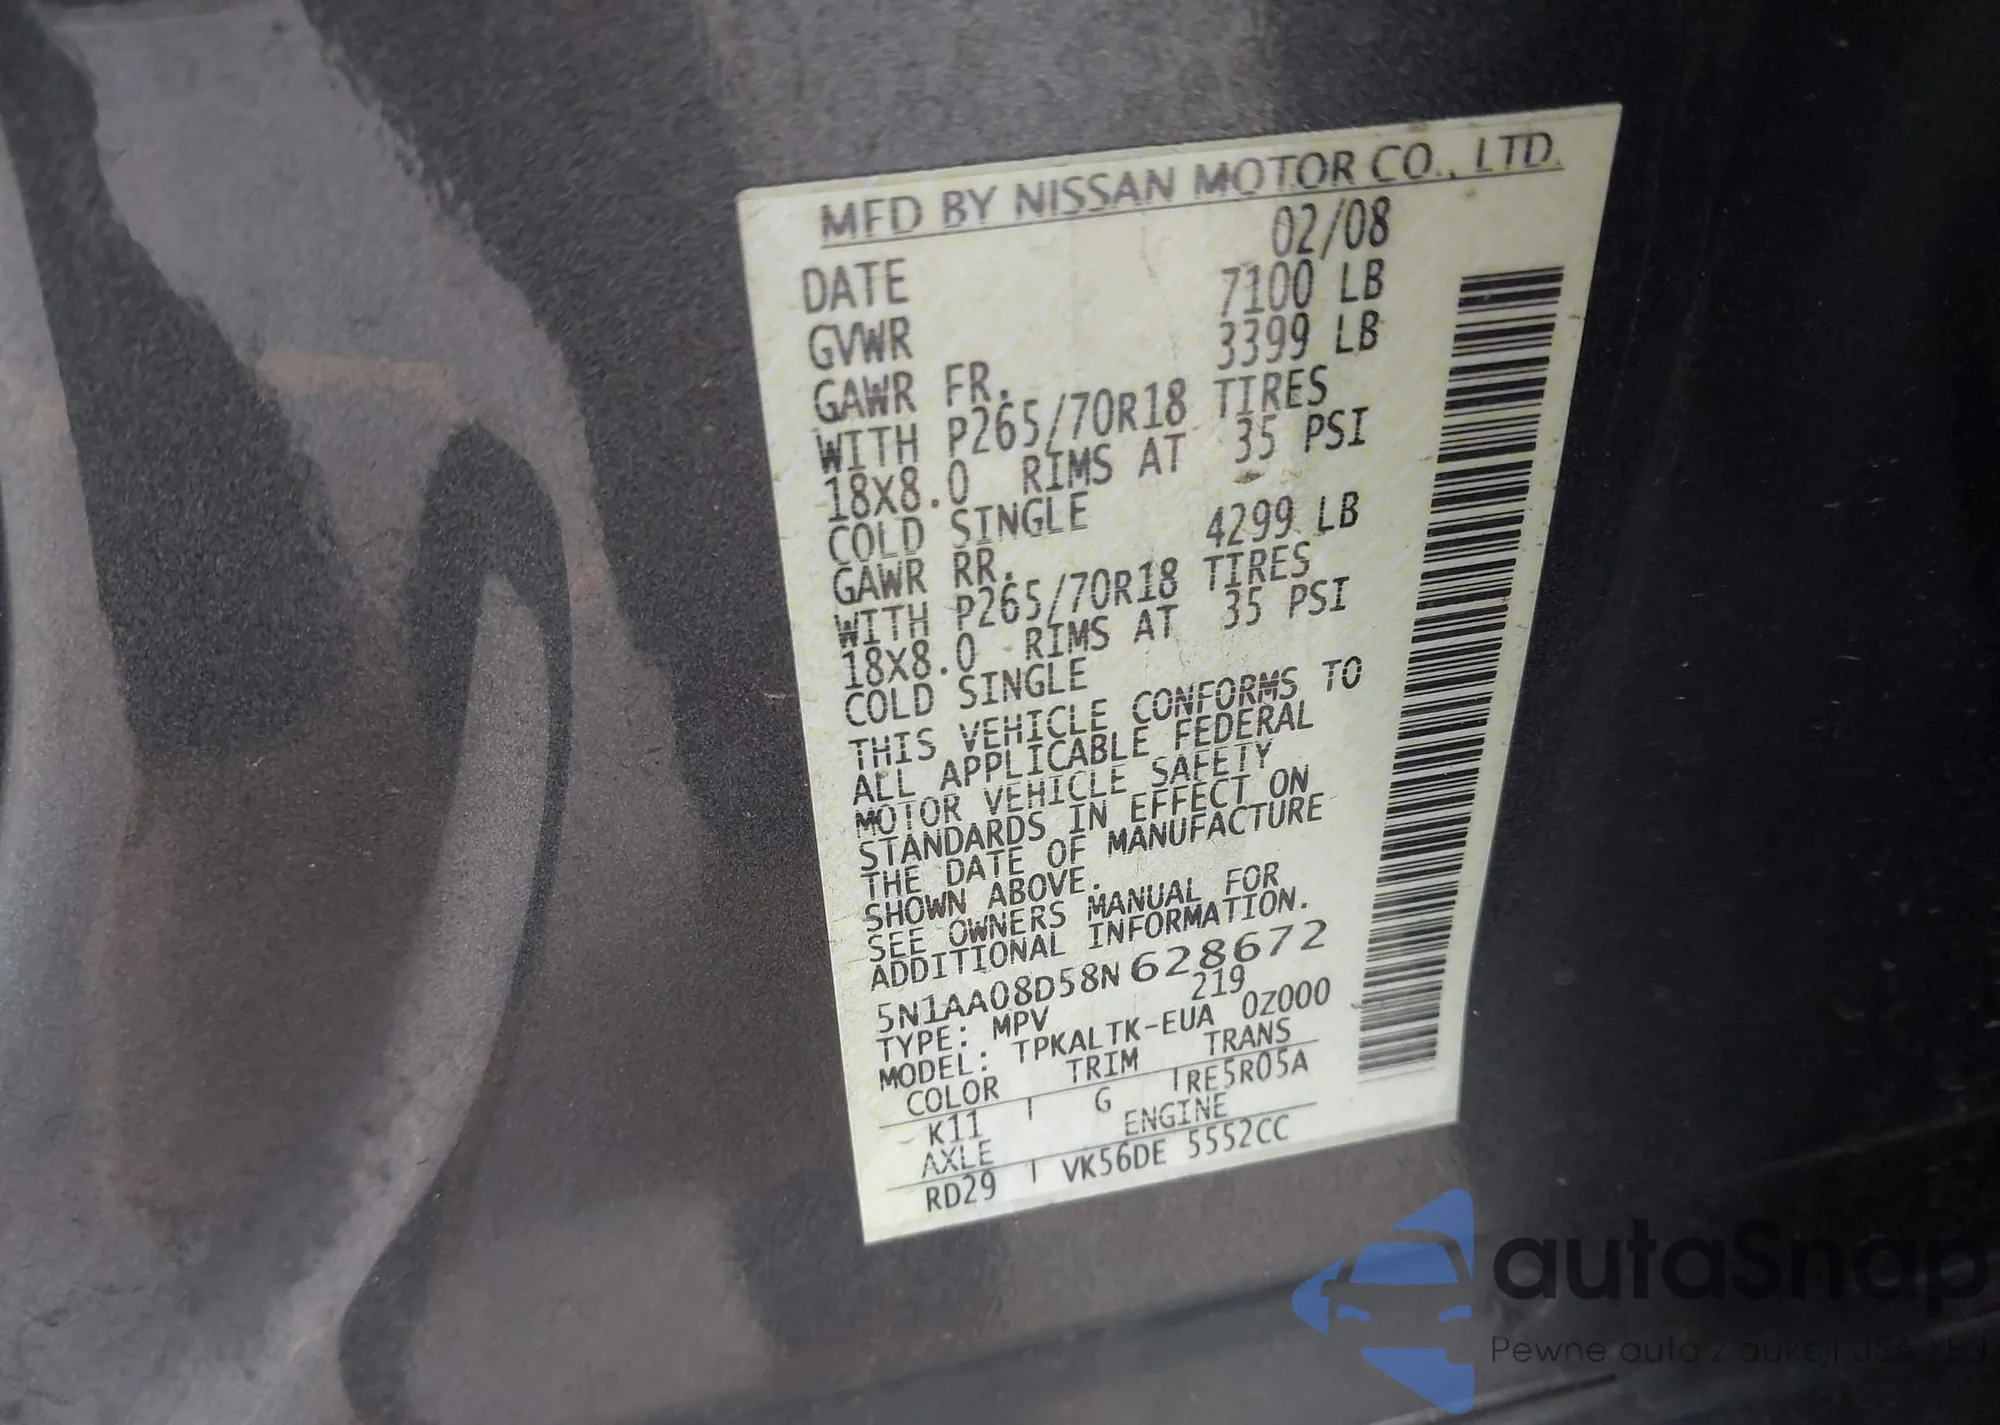 MFD BY NISSAN MOTOR CO., LTD.
DATE 02/08
GVWR 7100 LB
GAWR FR. 3399 LB
WITH P265/70R18 TIRES
18X8.0 RIMS AT 35 PSI
COLD SINGLE
GAWR RR. 4299 LB
WITH P265/70R18 TIRES
18X8.0 RIMS AT 35 PSI
COLD SINGLE
THIS VEHICLE CONFORMS TO
ALL APPLICABLE FEDERAL
MOTOR VEHICLE SAFETY
STANDARDS IN EFFECT ON
THE DATE OF MANUFACTURE
SHOWN ABOVE.
SEE OWNERS MANUAL FOR
ADDITIONAL INFORMATION.
5N1AA08D58N628672
TYPE: MPV 219
MODEL: TPKALTK-EUA 0Z000
COLOR TRIM TRANS
K11 G RE5R05A
AXLE ENGINE
RD29 VK56DE 5552CC
autaSnap
Pewne auta z aukcji USA